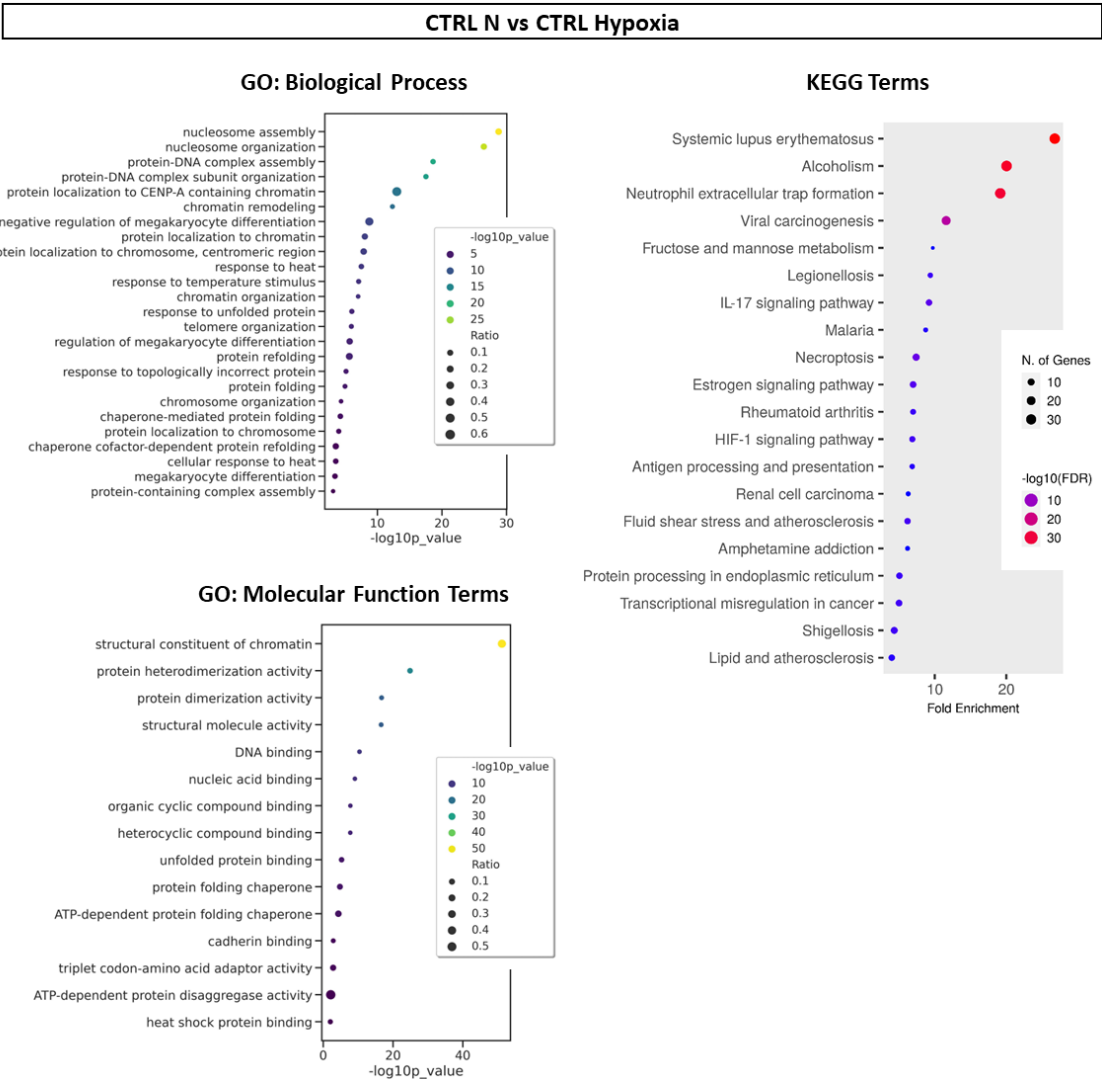 CTRL N vs CTRL Hypoxia
GO: Biological Process
nucleosome assembly
nucleosome organization
protein-DNA complex assembly
protein-DNA complex subunit organization
protein localization to CENP-A containing chromatin
chromatin remodeling
negative regulation of megakaryocyte differentiation
protein localization to chromatin
otein localization to chromosome, centromeric region
response to heat
response to temperature stimulus
chromatin organization
response to unfolded protein
telomere organization
regulation of megakaryocyte differentiation
protein refolding
response to topologically incorrect protein
protein folding
chromosome organization
chaperone-mediated protein folding
protein localization to chromosome
chaperone cofactor-dependent protein refolding
cellular response to heat
megakaryocyte differentiation
protein-containing complex assembly
-log10p_value
5
10
15
20
25
Ratio
0.1
0.2
0.3
0.4
0.5
0.6
10 20 30
-log10p_value
GO: Molecular Function Terms
structural constituent of chromatin
protein heterodimerization activity
protein dimerization activity
structural molecule activity
DNA binding
nucleic acid binding
organic cyclic compound binding
heterocyclic compound binding
unfolded protein binding
protein folding chaperone
ATP-dependent protein folding chaperone
cadherin binding
triplet codon-amino acid adaptor activity
ATP-dependent protein disaggregase activity
heat shock protein binding
-log10p_value
10
20
30
40
50
Ratio
0.1
0.2
0.3
0.4
0.5
0 20 40
-log10p_value
KEGG Terms
Systemic lupus erythematosus
Alcoholism
Neutrophil extracellular trap formation
Viral carcinogenesis
Fructose and mannose metabolism
Legionellosis
IL-17 signaling pathway
Malaria
Necroptosis
Estrogen signaling pathway
Rheumatoid arthritis
HIF-1 signaling pathway
Antigen processing and presentation
Renal cell carcinoma
Fluid shear stress and atherosclerosis
Amphetamine addiction
Protein processing in endoplasmic reticulum
Transcriptional misregulation in cancer
Shigellosis
Lipid and atherosclerosis
N. of Genes
10
20
30
-log10(FDR)
10
20
30
10 20
Fold Enrichment